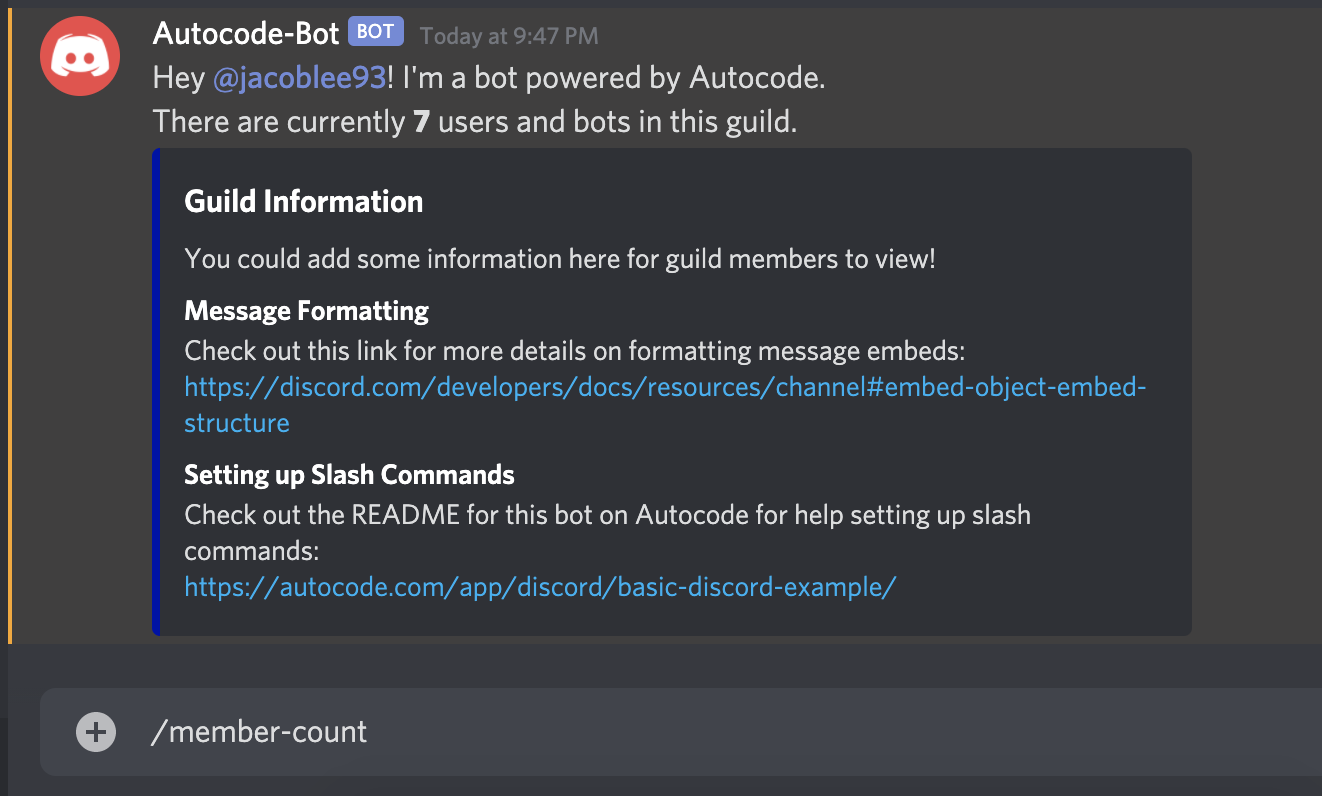 Autocode-Bot BOT Today at 9:47 PM
Hey @jacoblee93! I'm a bot powered by Autocode.
There are currently 7 users and bots in this guild.
Guild Information
You could add some information here for guild members to view!
Message Formatting
Check out this link for more details on formatting message embeds:
https://discord.com/developers/docs/resources/channel#embed-object-embed-
structure
Setting up Slash Commands
Check out the README for this bot on Autocode for help setting up slash
commands:
https://autocode.com/app/discord/basic-discord-example/
/member-count